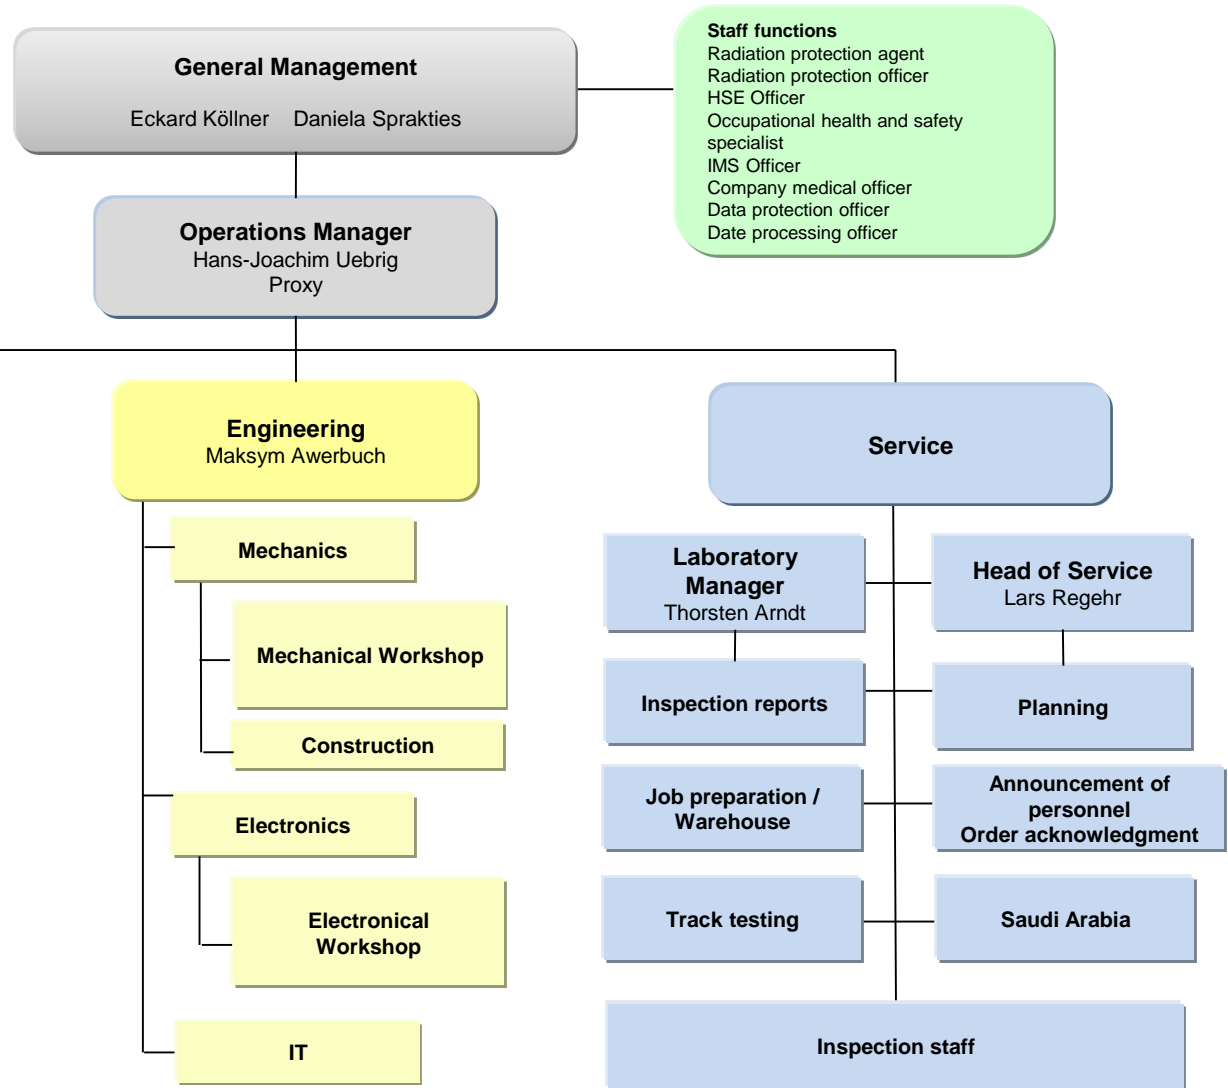 General Management
Eckard Köllner Daniela Sprakties
Staff functions
Radiation protection agent
Radiation protection officer
HSE Officer
Occupational health and safety
specialist
IMS Officer
Company medical officer
Data protection officer
Date processing officer
Operations Manager
Hans-Joachim Uebrig
Proxy
Engineering
Maksym Awerbuch
Mechanics
Mechanical Workshop
Construction
Electronics
Electronical
Workshop
IT
Service
Laboratory
Manager
Thorsten Arndt
Head of Service
Lars Regehr
Inspection reports
Planning
Job preparation /
Warehouse
Announcement of
personnel
Order acknowledgment
Track testing
Saudi Arabia
Inspection staff